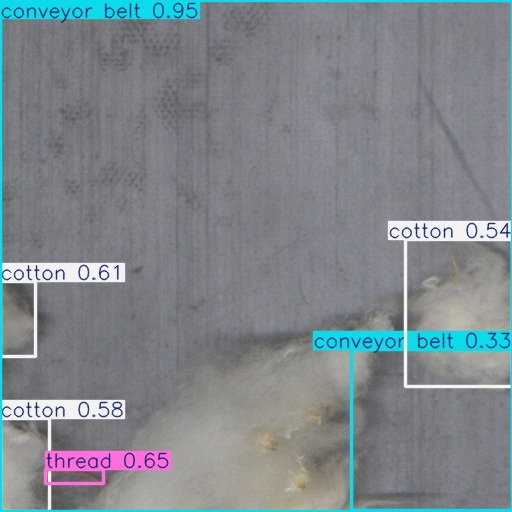 conveyor belt 0.95
cotton 0.54
cotton 0.61
conveyor belt 0.33
cotton 0.58
thread 0.65